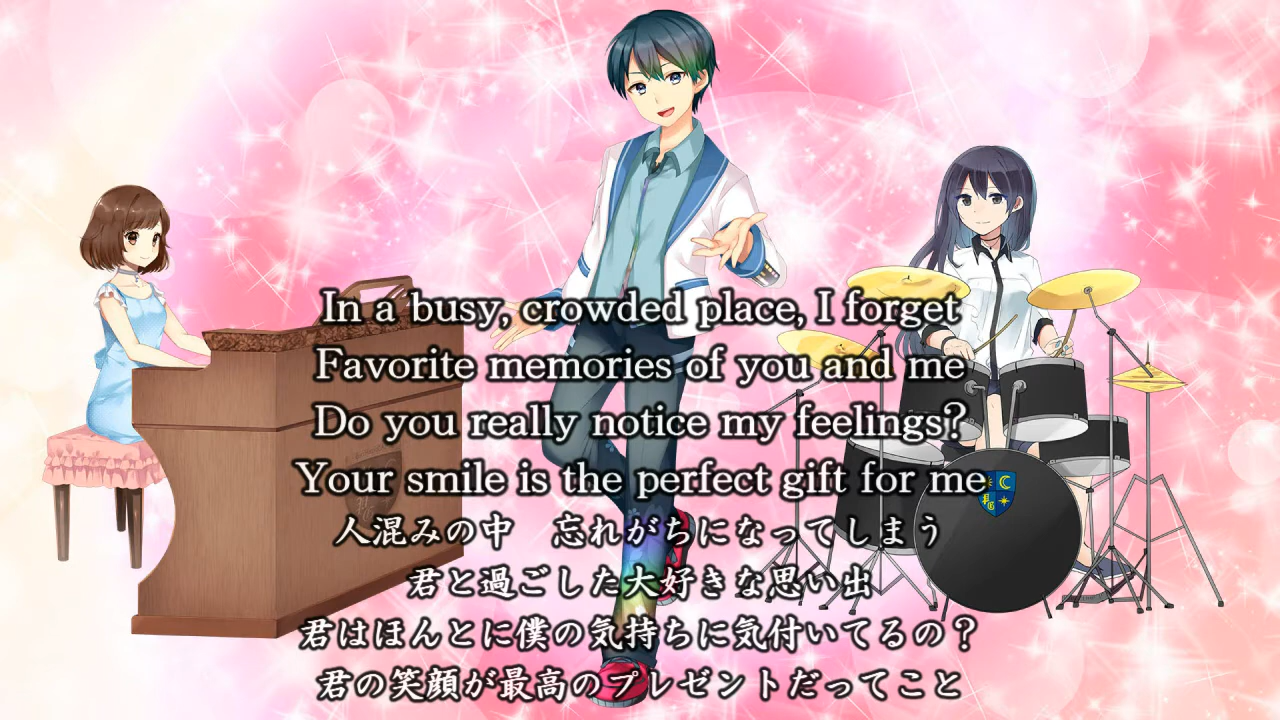 In a busy, crowded place, I forget
Favorite memories of you and me
Do you really notice my feelings?
Your smile is the perfect gift for me
人混みの中　忘れがちになってしまう
君と過ごした大好きな思い出
君はほんとに僕の気持ちに気付いてるの？
君の笑顔が最高のプレゼントだってこと